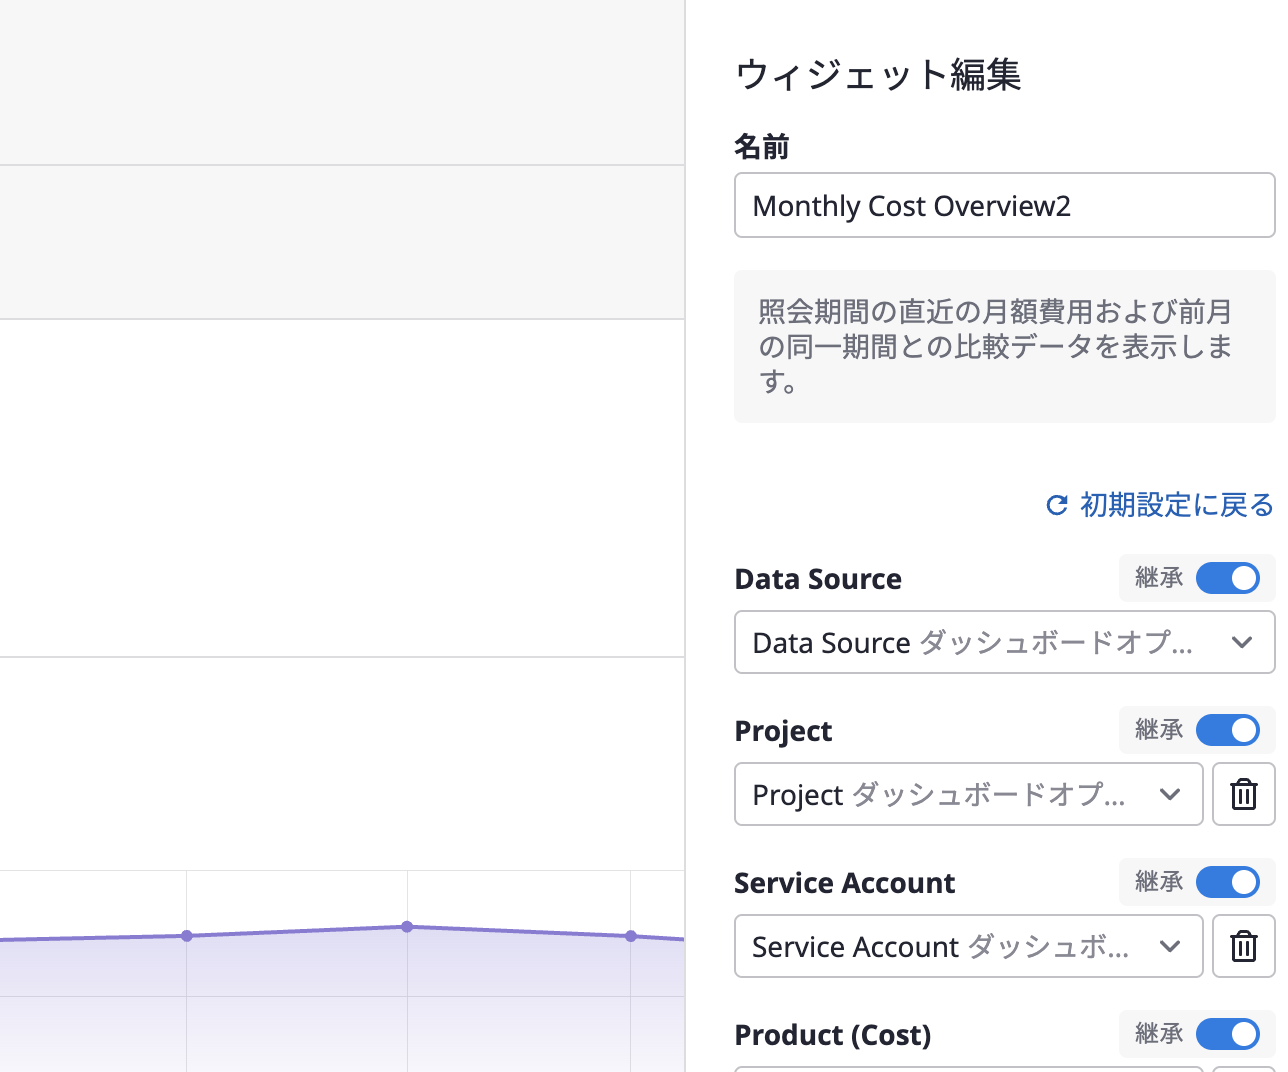 ウィジェット編集
名前
Monthly Cost Overview2
照会期間の直近の月額費用および前月
の同一期間との比較データを表示しま
す。
初期設定に戻る
Data Source 継承
Data Source ダッシュボードオプ...
Project 継承
Project ダッシュボードオプ...
Service Account 継承
Service Account ダッシュボ...
Product (Cost) 継承